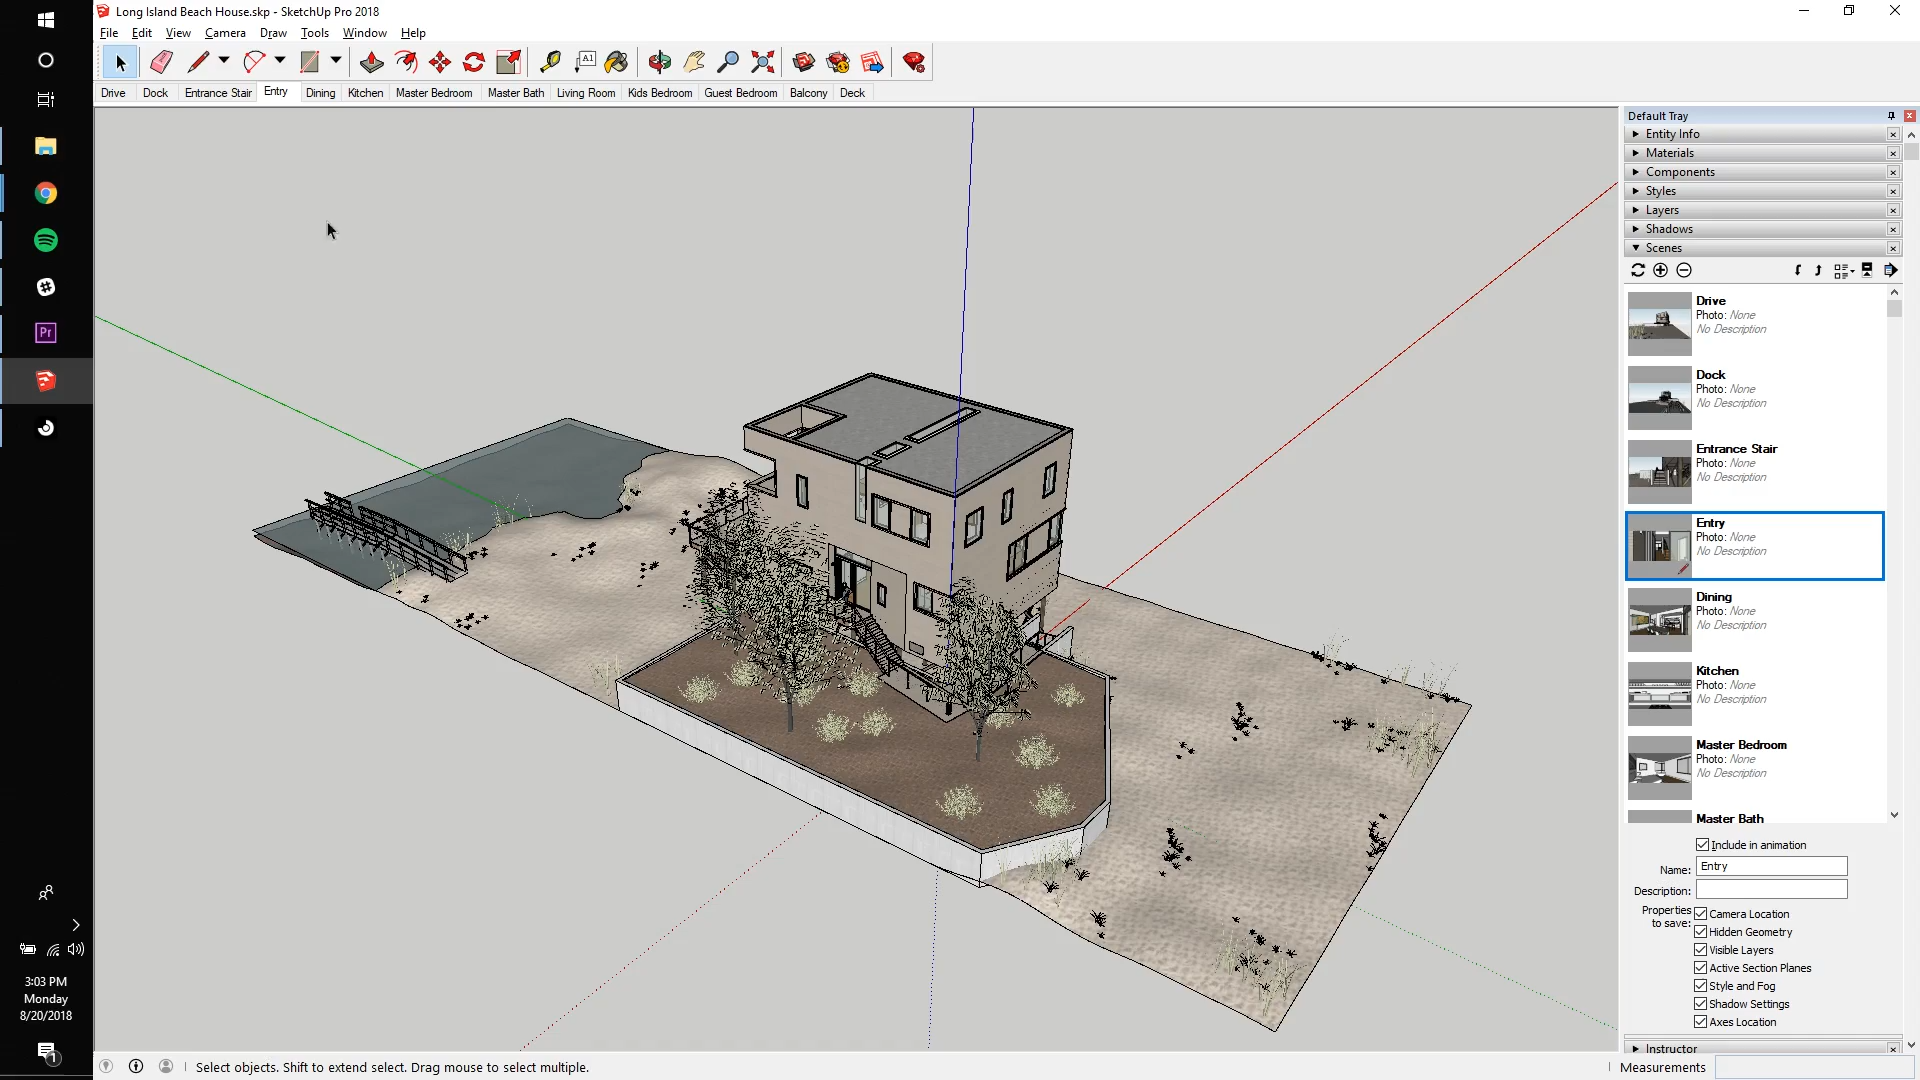 Long Island Beach House.skp - SketchUp Pro 2018
File Edit View Camera Draw Tools Window Help
A1
Drive Dock Entrance Stair Entry Dining Kitchen Master Bedroom Master Bath Living Room Kids Bedroom Guest Bedroom Balcony Deck
Default Tray
Entity Info
Materials
Components
Styles
Layers
Shadows
Scenes
Drive
Photo: None
No Description
Dock
Photo: None
No Description
Entrance Stair
Photo: None
No Description
Entry
Photo: None
No Description
Dining
Photo: None
No Description
Kitchen
Photo: None
No Description
Master Bedroom
Photo: None
No Description
Master Bath
Include in animation
Name: Entry
Description:
Properties
to save:
Camera Location
Hidden Geometry
Visible Layers
Active Section Planes
Style and Fog
Shadow Settings
Axes Location
Instructor
Pr
3:03 PM
Monday
8/20/2018
1
Select objects. Shift to extend select. Drag mouse to select multiple.
Measurements